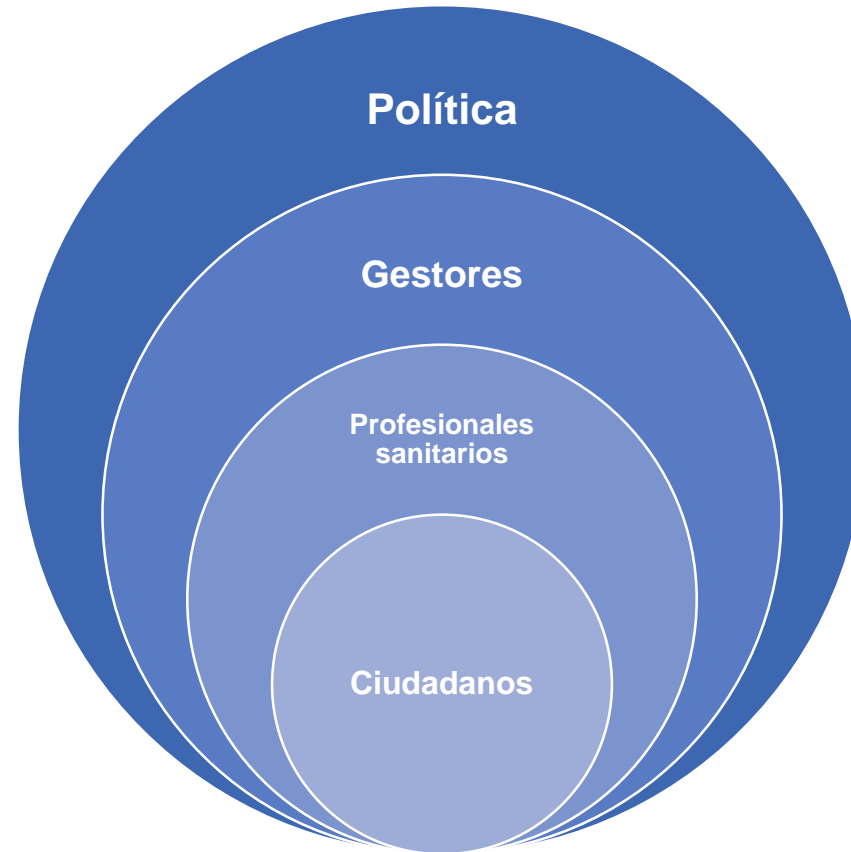 Política
Gestores
Profesionales
sanitarios
Ciudadanos